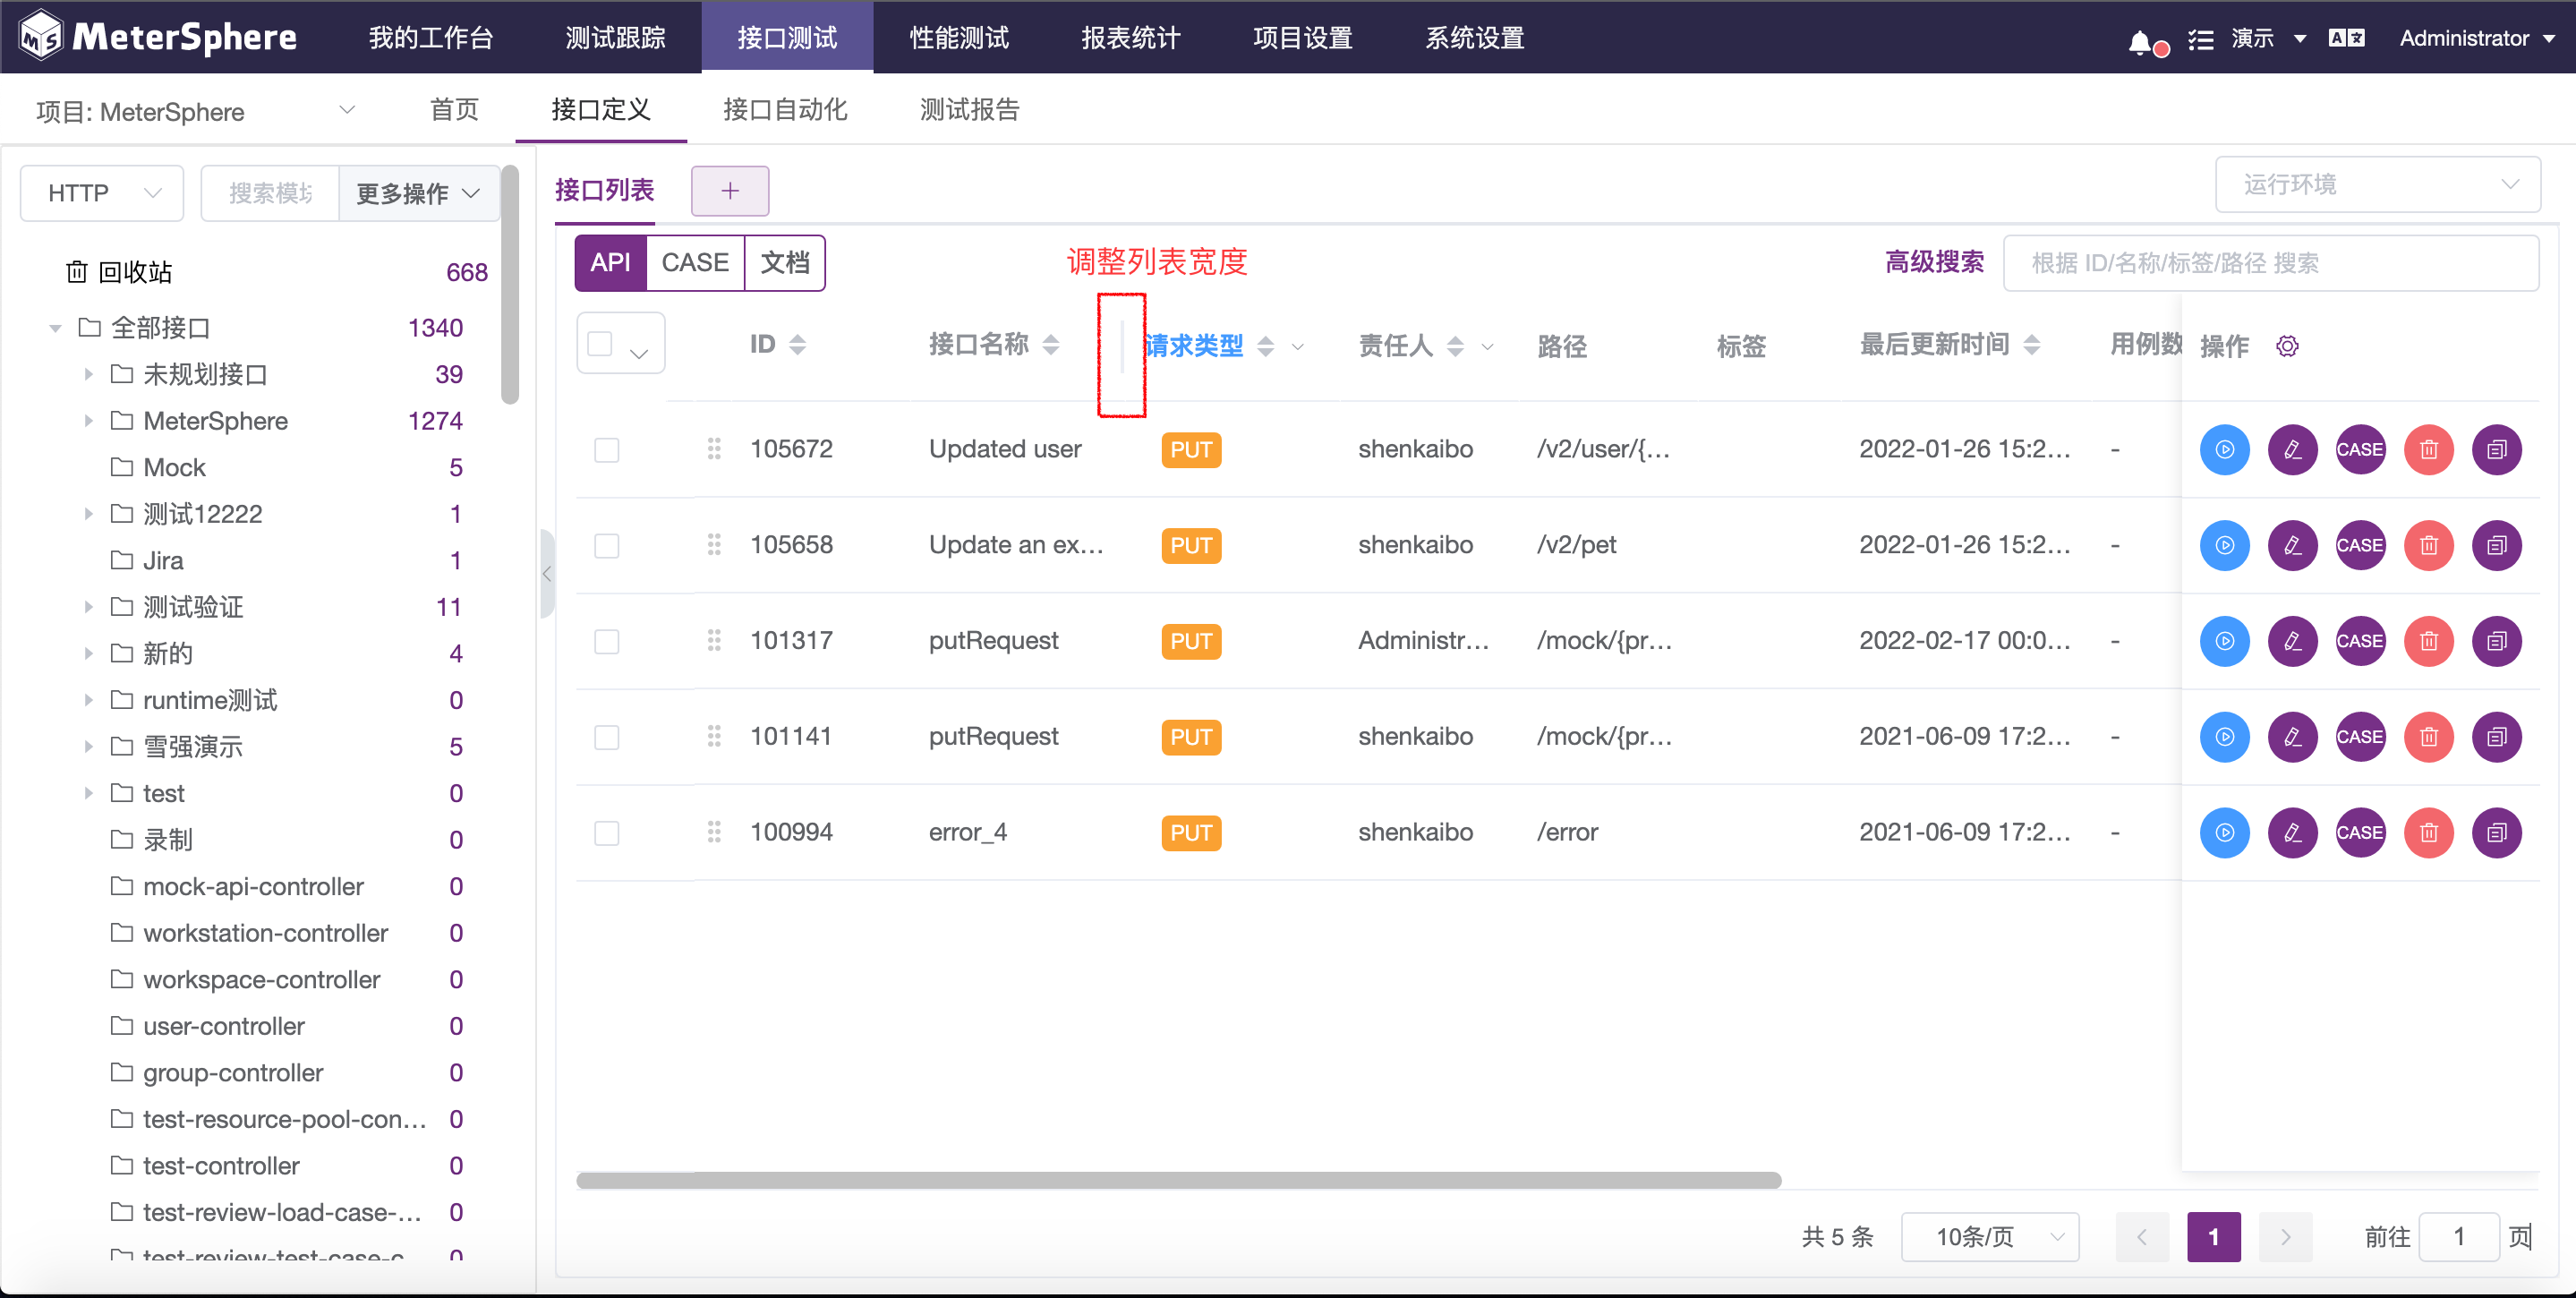 MeterSphere 我的工作台 测试跟踪 接口测试 性能测试 报表统计 项目设置 系统设置 演示 Administrator
项目: MeterSphere 首页 接口定义 接口自动化 测试报告
HTTP 搜索模块 更多操作
回收站 668
全部接口 1340
未规划接口 39
MeterSphere 1274
Mock 5
测试12222 1
Jira 1
测试验证 11
新的 4
runtime测试 0
雪强演示 5
test 0
录制 0
mock-api-controller 0
workstation-controller 0
workspace-controller 0
user-controller 0
group-controller 0
test-resource-pool-con... 0
test-controller 0
test-review-load-case-... 0
test-review-test-case-c 0
接口列表 + 运行环境
API CASE 文档 调整列表宽度 高级搜索 根据 ID/名称/标签/路径 搜索
ID 接口名称 请求类型 责任人 路径 标签 最后更新时间 用例数 操作
105672 Updated user PUT shenkaibo /v2/user/{... 2022-01-26 15:2... - CASE
105658 Update an ex... PUT shenkaibo /v2/pet 2022-01-26 15:2... - CASE
101317 putRequest PUT Administr... /mock/{pr... 2022-02-17 00:0... - CASE
101141 putRequest PUT shenkaibo /mock/{pr... 2021-06-09 17:2... - CASE
100994 error_4 PUT shenkaibo /error 2021-06-09 17:2... - CASE
共 5 条 10条/页 1 前往 1 页